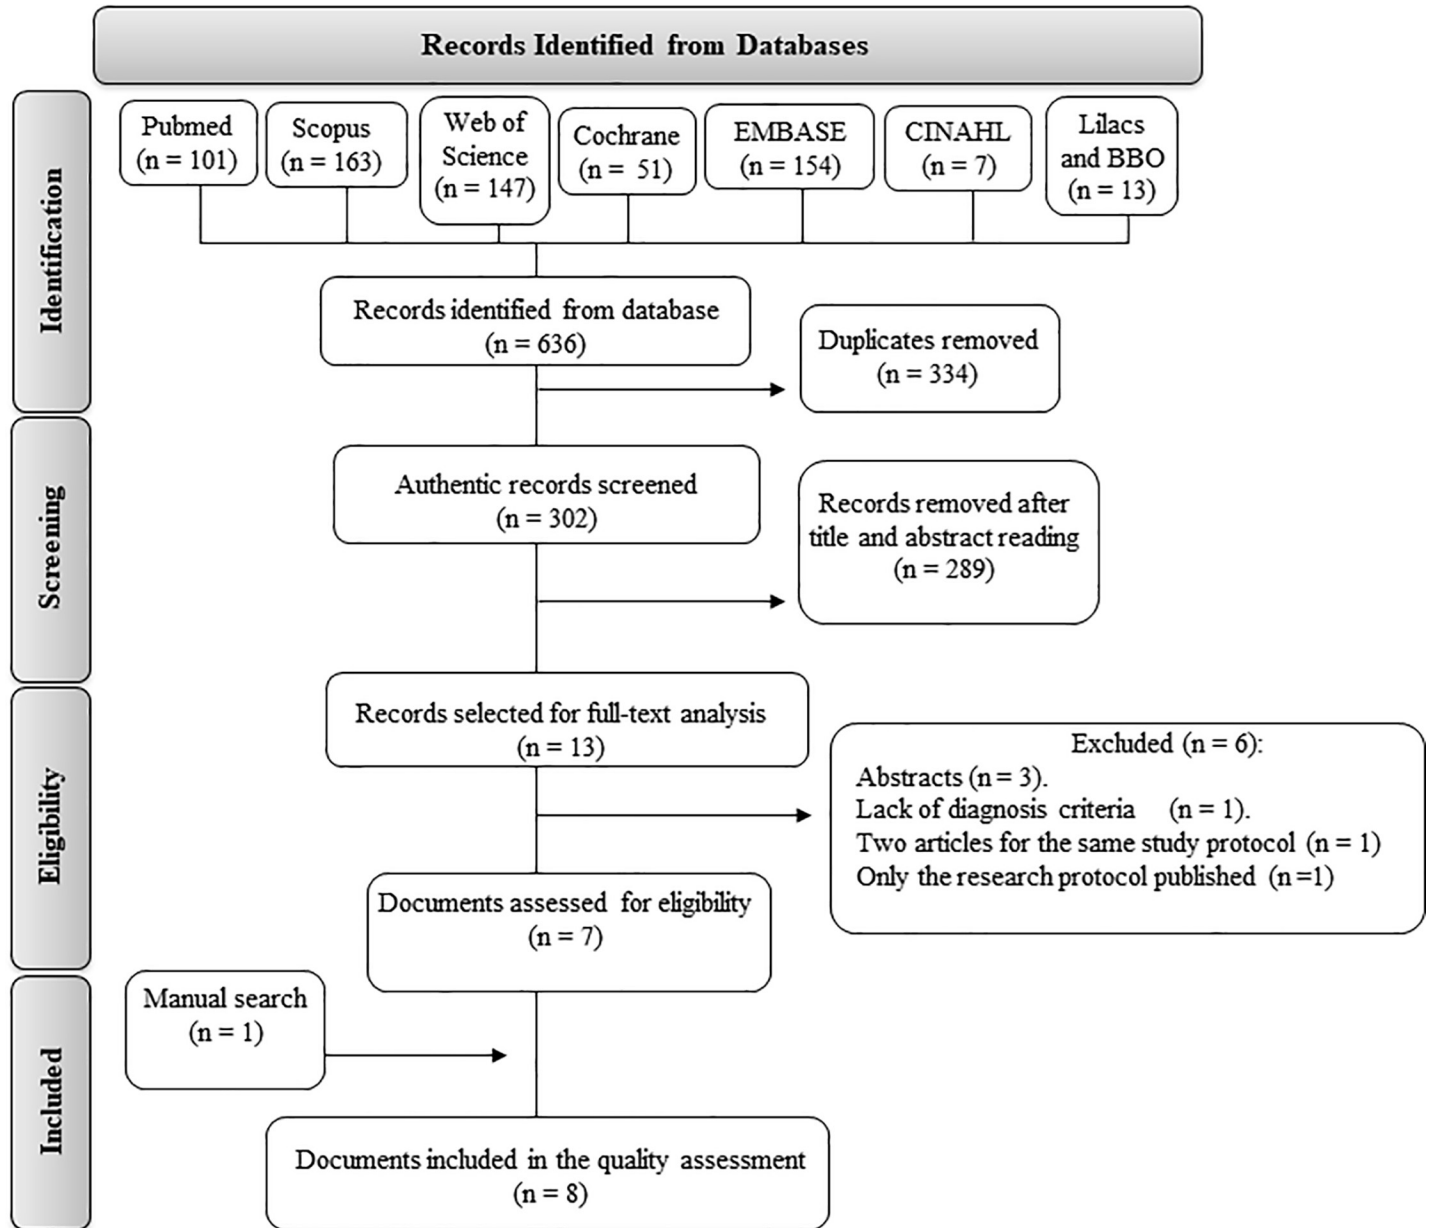 Records Identified from Databases
Identification
Pubmed
(n = 101)
Scopus
(n = 163)
Web of
Science
(n = 147)
Cochrane
(n = 51)
EMBASE
(n = 154)
CINAHL
(n = 7)
Lilacs
and BBO
(n = 13)
Records identified from database
(n = 636)
Duplicates removed
(n = 334)
Screening
Authentic records screened
(n = 302)
Records removed after
title and abstract reading
(n = 289)
Eligibility
Records selected for full-text analysis
(n = 13)
Excluded (n = 6):
Abstracts (n = 3).
Lack of diagnosis criteria (n = 1).
Two articles for the same study protocol (n = 1)
Only the research protocol published (n =1)
Documents assessed for eligibility
(n = 7)
Included
Manual search
(n = 1)
Documents included in the quality assessment
(n = 8)